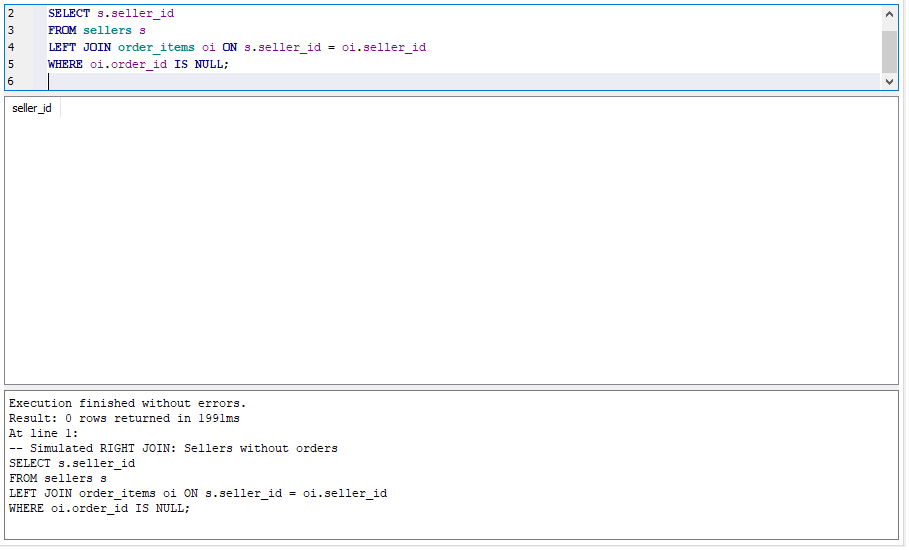 2 SELECT s.seller_id
3 FROM sellers s
4 LEFT JOIN order_items oi ON s.seller_id = oi.seller_id
5 WHERE oi.order_id IS NULL;
6
seller_id
Execution finished without errors.
Result: 0 rows returned in 1991ms
At line 1:
-- Simulated RIGHT JOIN: Sellers without orders
SELECT s.seller_id
FROM sellers s
LEFT JOIN order_items oi ON s.seller_id = oi.seller_id
WHERE oi.order_id IS NULL;